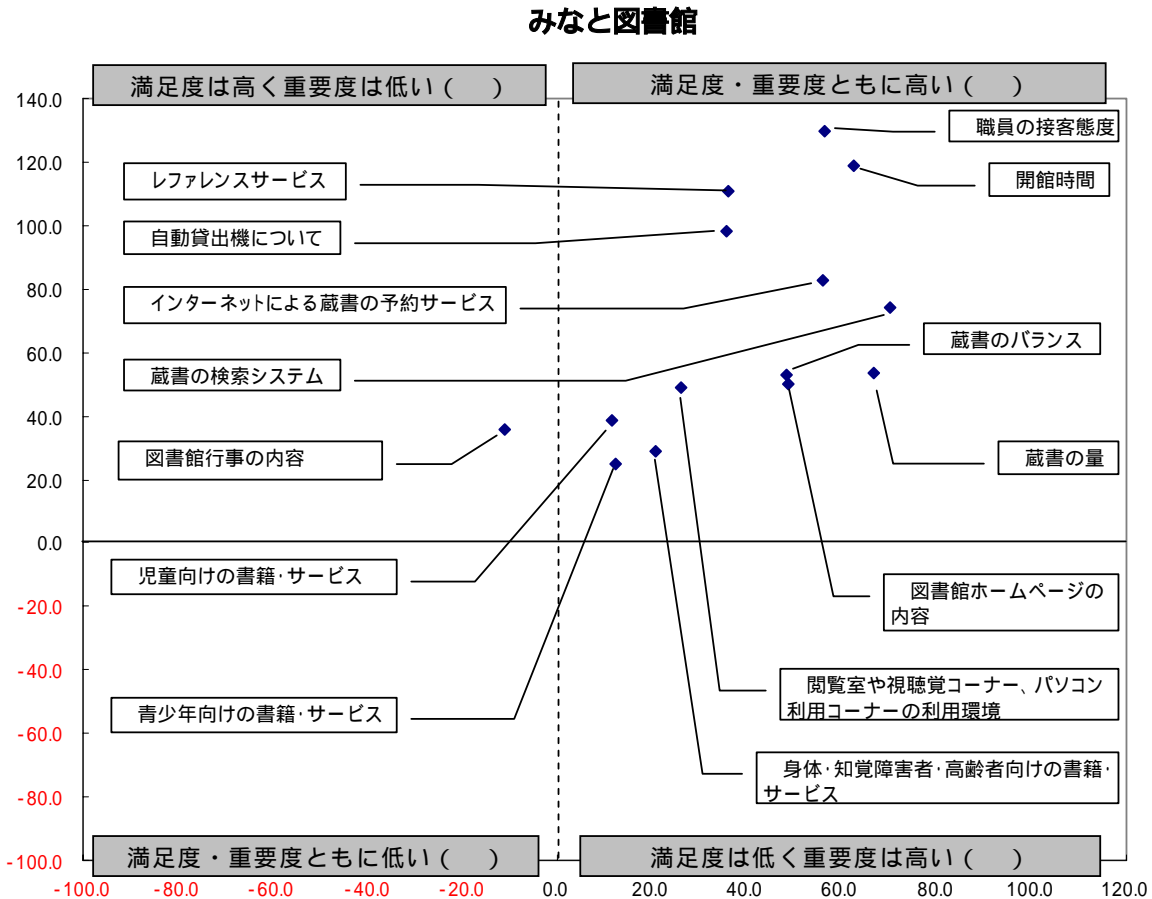 みなと図書館
満足度は高く重要度は低い（　）
満足度・重要度ともに高い（　）
140.0
120.0
100.0
80.0
60.0
40.0
20.0
0.0
-20.0
-40.0
-60.0
-80.0
-100.0
職員の接客態度
開館時間
レファレンスサービス
自動貸出機について
インターネットによる蔵書の予約サービス
蔵書のバランス
蔵書の検索システム
図書館行事の内容
蔵書の量
児童向けの書籍・サービス
図書館ホームページの
内容
閲覧室や視聴覚コーナー、パソコン
利用コーナーの利用環境
青少年向けの書籍・サービス
身体・知覚障害者・高齢者向けの書籍・
サービス
満足度・重要度ともに低い（　）
満足度は低く重要度は高い（　）
-100.0 -80.0 -60.0 -40.0 -20.0 0.0 20.0 40.0 60.0 80.0 100.0 120.0